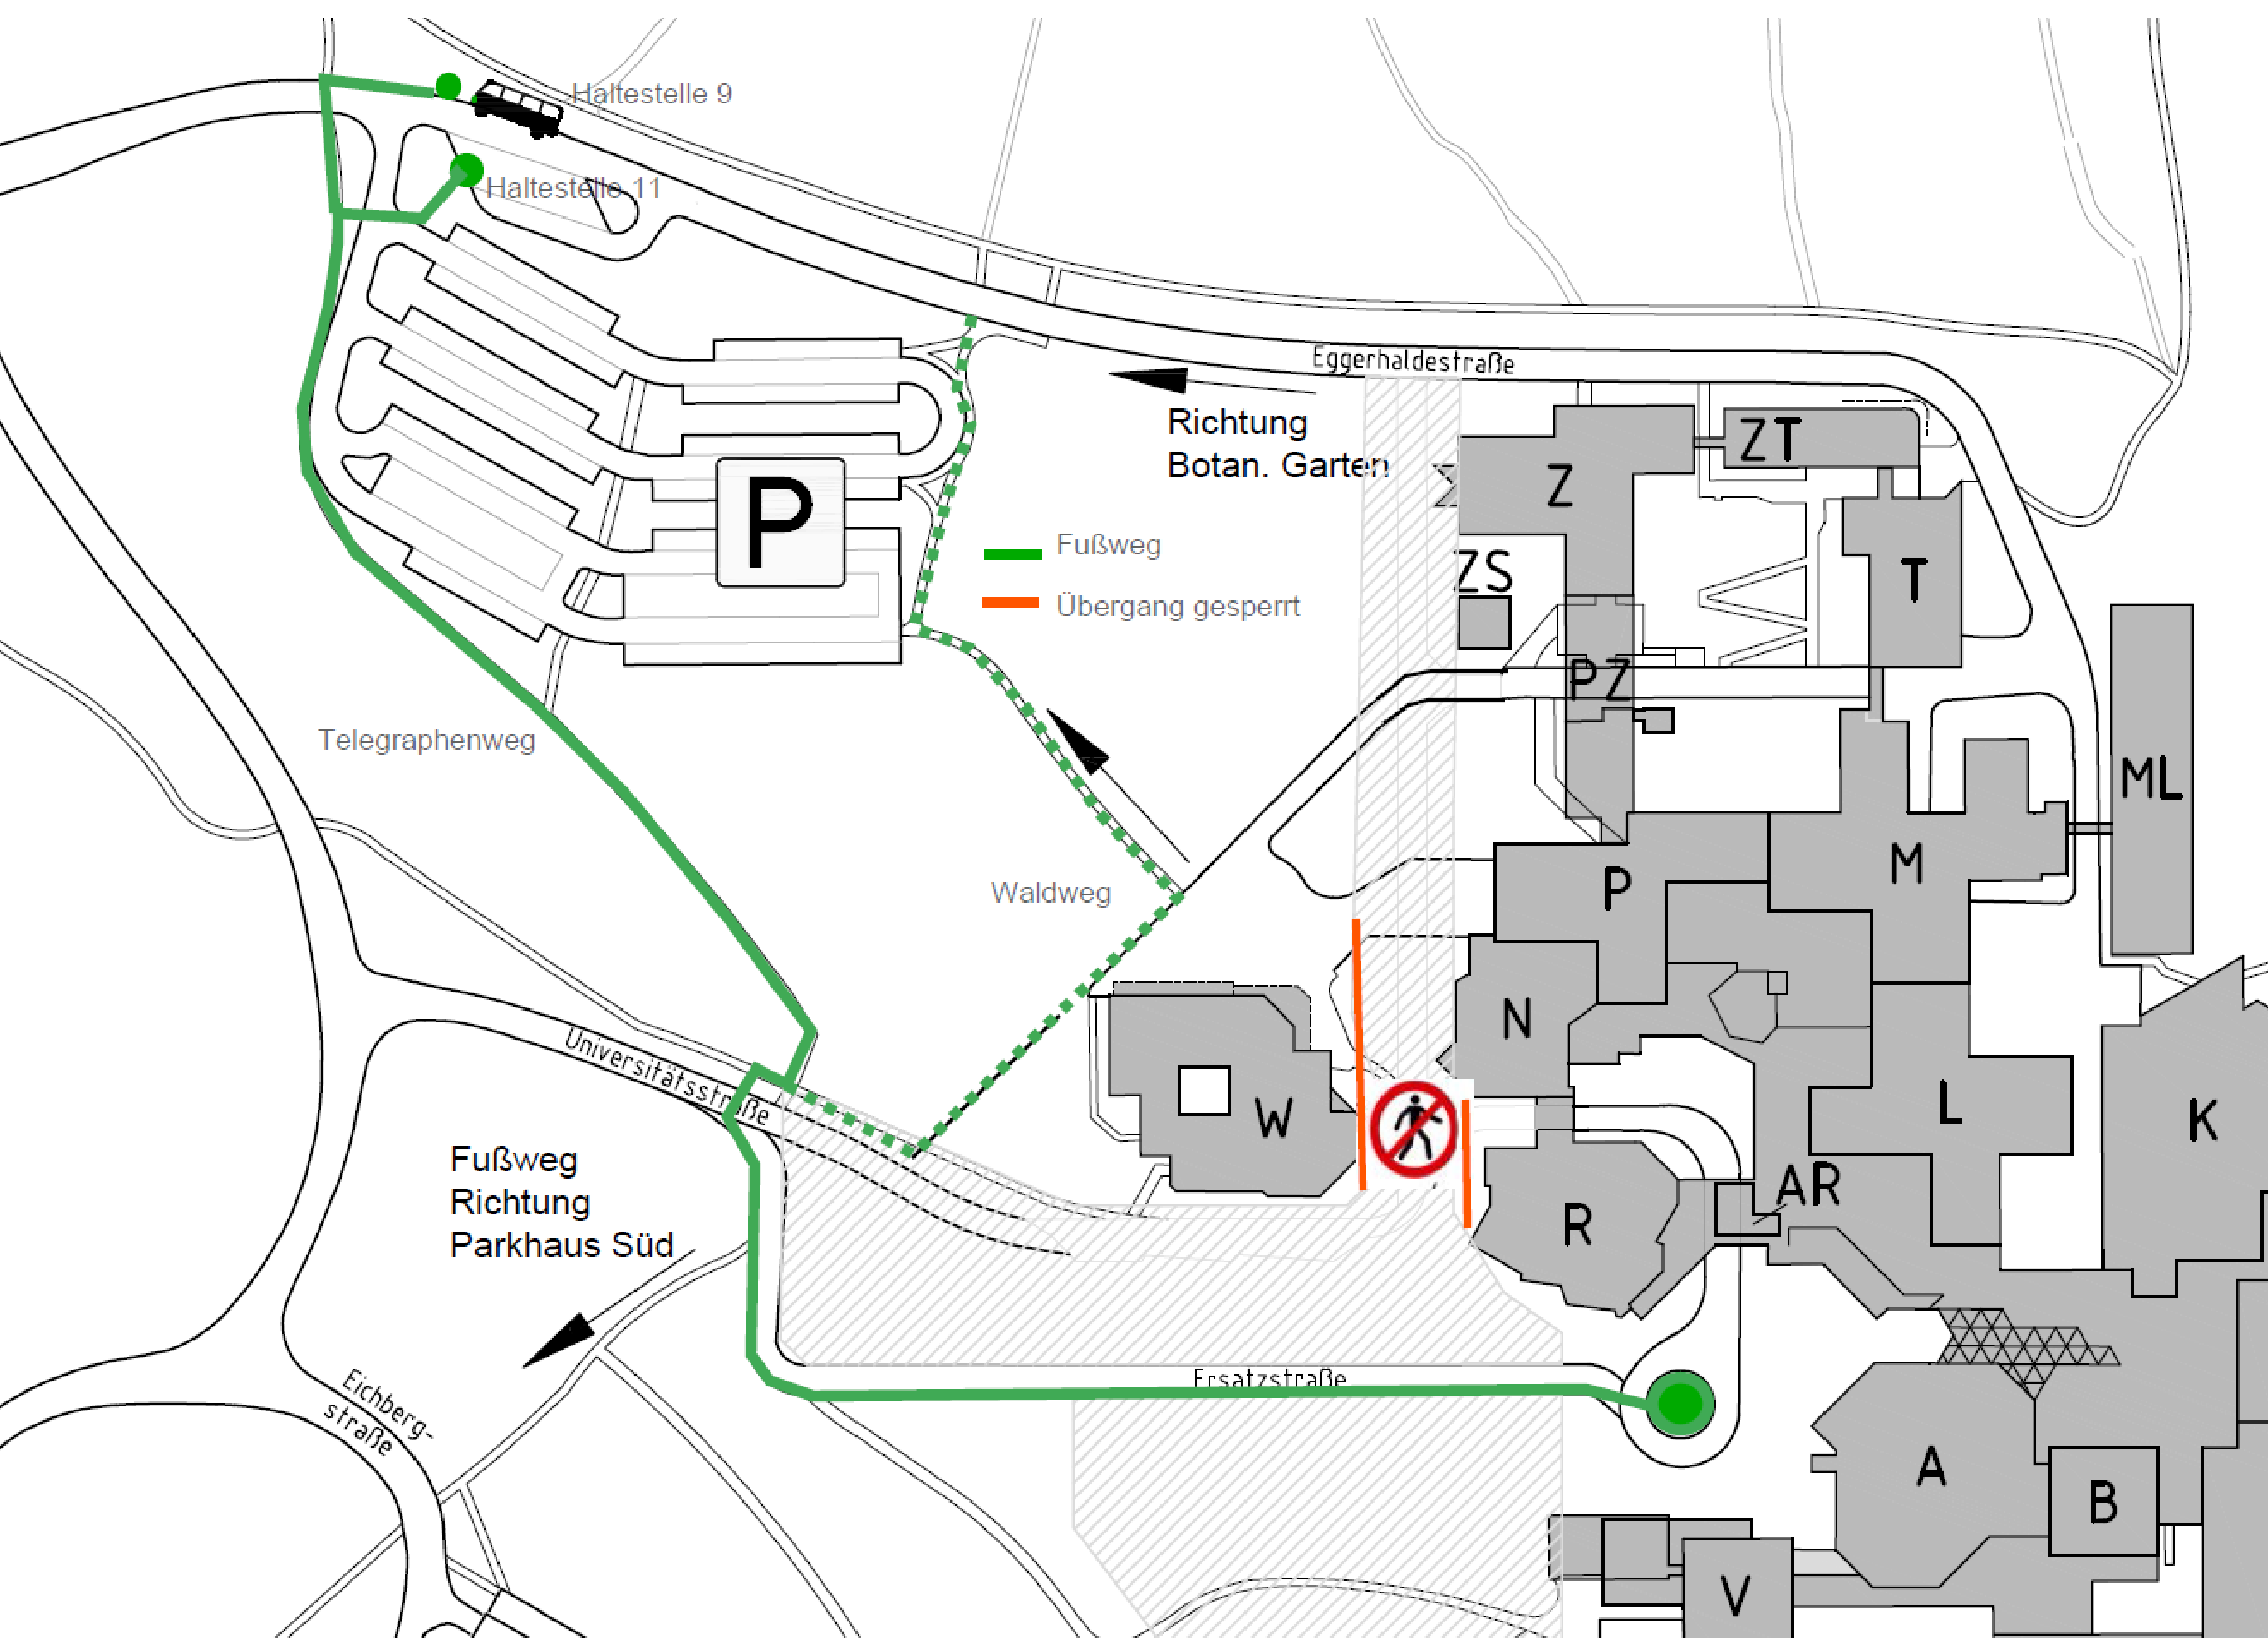 Haltestelle 9
Haltestelle 11
Eggerhaldestraße
Richtung
Botan. Garten
P
Fußweg
Übergang gesperrt
Z
ZT
ZS
T
PZ
Telegraphenweg
ML
Waldweg
P
M
N
Universitätsstraße
W
L
K
Fußweg
Richtung
Parkhaus Süd
R
AR
Eichberg-
straße
Ersatzstraße
A
B
V